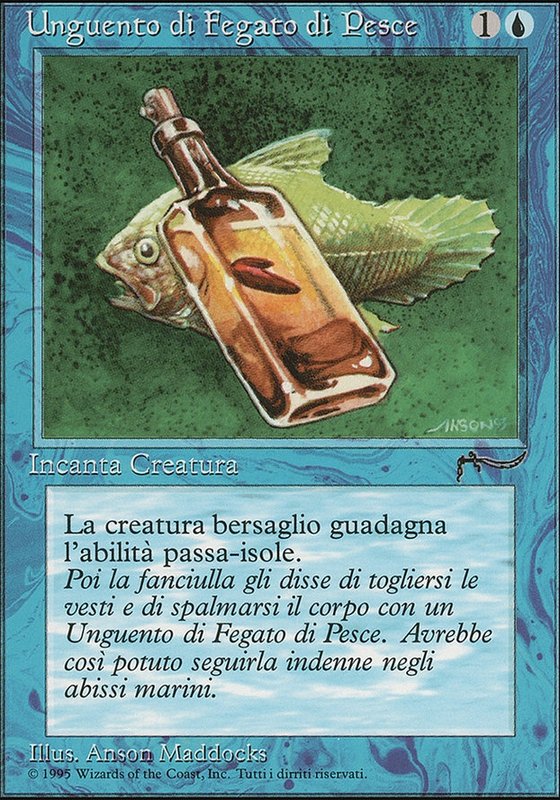 Unguento di Fegato di Pesce 1
ANSON93
Incanta Creatura
La creatura bersaglio guadagna
l'abilità passa-isole.
Poi la fanciulla gli disse di togliersi le
vesti e di spalmarsi il corpo con un
Unguento di Fegato di Pesce. Avrebbe
così potuto seguirla indenne negli
abissi marini.
Illus. Anson Maddocks
© 1995 Wizards of the Coast, Inc. Tutti i dirriti riservati.